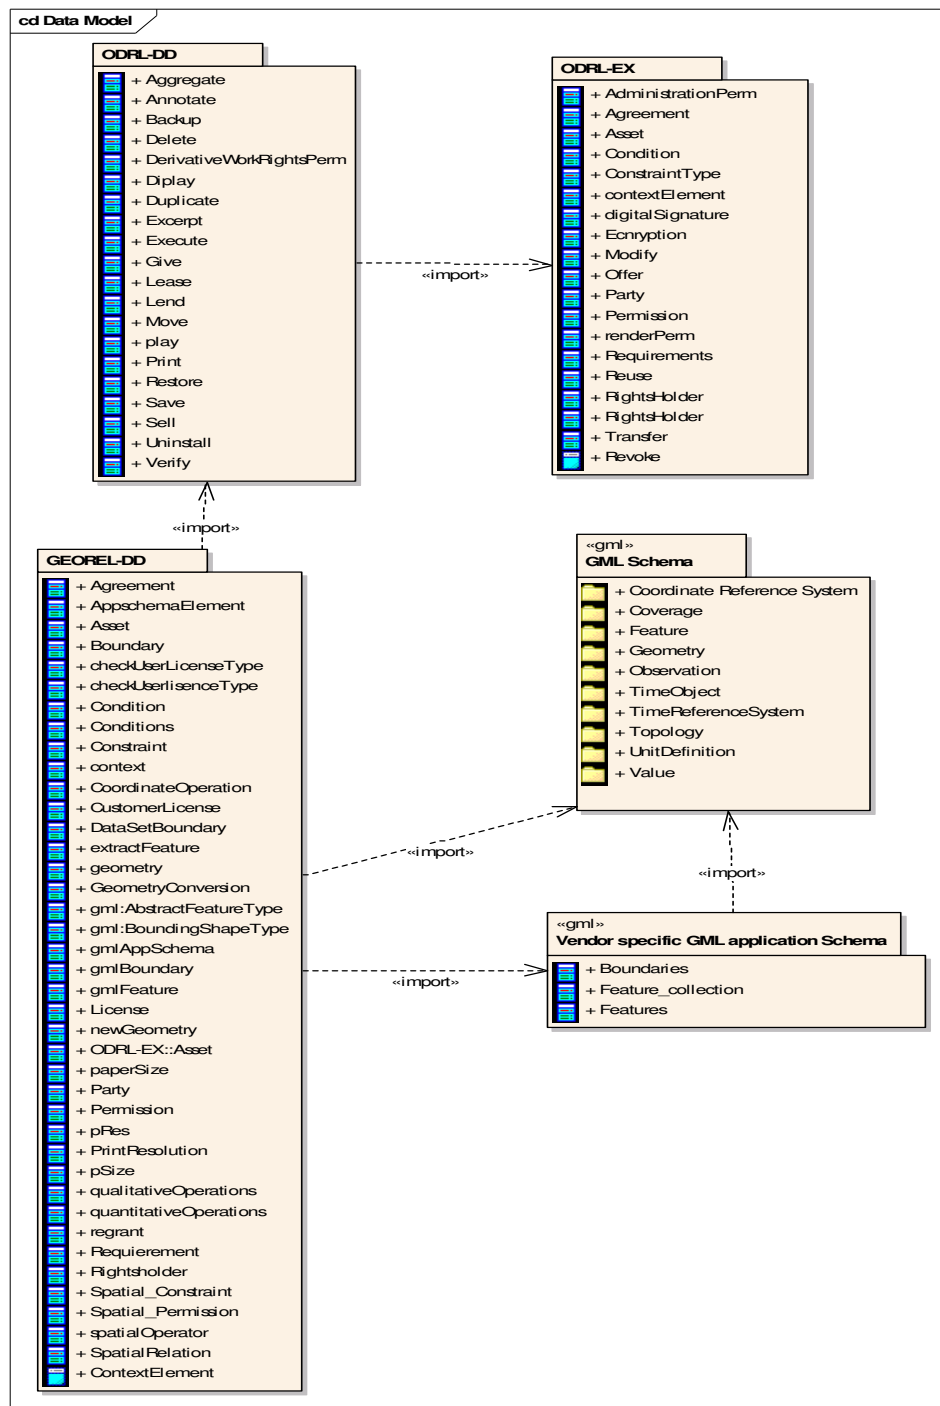 cd Data Model
ODRL-DD
+ Aggregate
+ Annotate
+ Backup
+ Delete
+ DerivativeWorkRightsPerm
+ Diplay
+ Duplicate
+ Excerpt
+ Execute
+ Give
+ Lease
+ Lend
+ Move
+ play
+ Print
+ Restore
+ Save
+ Sell
+ Uninstall
+ Verify
«import»
ODRL-EX
+ AdministrationPerm
+ Agreement
+ Asset
+ Condition
+ ConstraintType
+ contextElement
+ digitalSignature
+ Ecnryption
+ Modify
+ Offer
+ Party
+ Permission
+ renderPerm
+ Requirements
+ Reuse
+ RightsHolder
+ RightsHolder
+ Transfer
+ Revoke
«import»
GEOREL-DD
+ Agreement
+ AppschemaElement
+ Asset
+ Boundary
+ checkUserLicenseType
+ checkUserlisenceType
+ Condition
+ Conditions
+ Constraint
+ context
+ CoordinateOperation
+ CustomerLicense
+ DataSetBoundary
+ extractFeature
+ geometry
+ GeometryConversion
+ gml:AbstractFeatureType
+ gml:BoundingShapeType
+ gmlAppSchema
+ gmlBoundary
+ gmlFeature
+ License
+ newGeometry
+ ODRL-EX::Asset
+ paperSize
+ Party
+ Permission
+ pRes
+ PrintResolution
+ pSize
+ qualitativeOperations
+ quantitativeOperations
+ regrant
+ Requierement
+ Rightsholder
+ Spatial_Constraint
+ Spatial_Permission
+ spatialOperator
+ SpatialRelation
+ ContextElement
«gml»
GML Schema
+ Coordinate Reference System
+ Coverage
+ Feature
+ Geometry
+ Observation
+ TimeObject
+ TimeReferenceSystem
+ Topology
+ UnitDefinition
+ Value
«import»
«import»
«gml»
Vendor specific GML application Schema
+ Boundaries
+ Feature_collection
+ Features
«import»